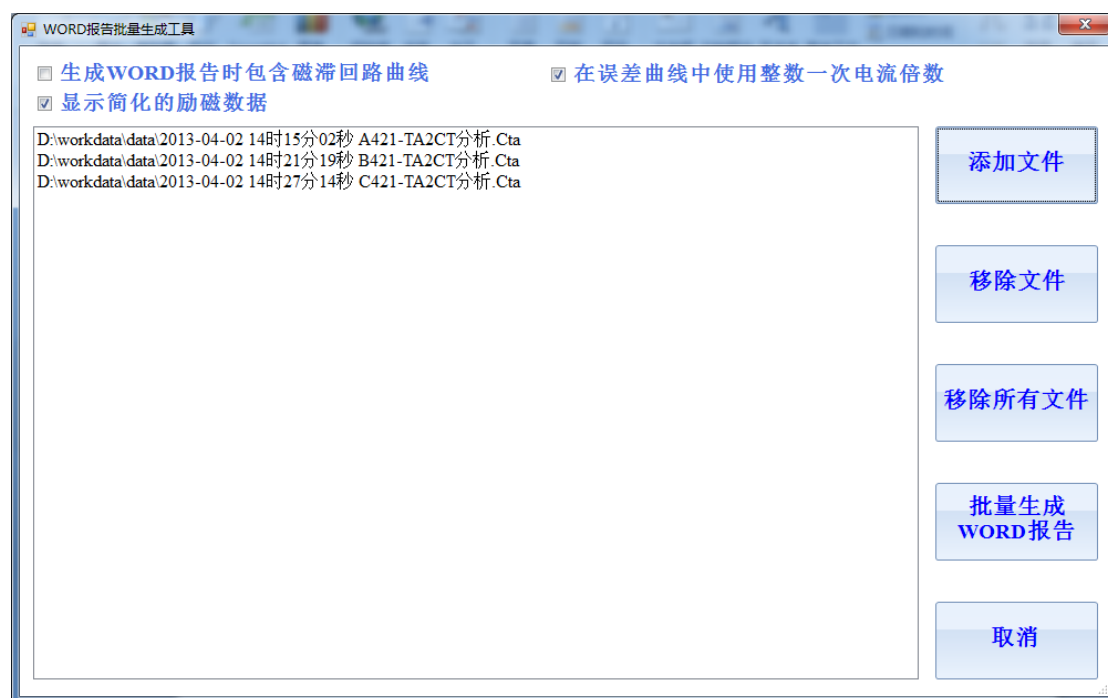 WORD报告批量生成工具
生成WORD报告时包含磁滞回路曲线
在误差曲线中使用整数一次电流倍数
显示简化的励磁数据
D:\workdata\data\2013-04-02 14时15分02秒 A421-TA2CT分析.Cta
D:\workdata\data\2013-04-02 14时21分19秒 B421-TA2CT分析.Cta
D:\workdata\data\2013-04-02 14时27分14秒 C421-TA2CT分析.Cta
添加文件
移除文件
移除所有文件
批量生成
WORD报告
取消